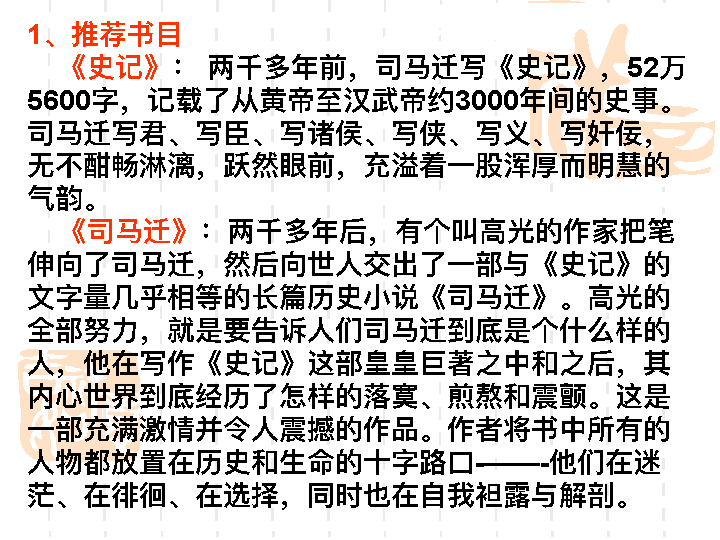 1、推荐书目
《史记》： 两千多年前，司马迁写《史记》，52万
5600字，记载了从黄帝至汉武帝约3000年间的史事。
司马迁写君、写臣、写诸侯、写侠、写义、写奸佞，
无不酣畅淋漓，跃然眼前，充溢着一股浑厚而明慧的
气韵。
《司马迁》：两千多年后，有个叫高光的作家把笔
伸向了司马迁，然后向世人交出了一部与《史记》的
文字量几乎相等的长篇历史小说《司马迁》。高光的
全部努力，就是要告诉人们司马迁到底是个什么样的
人，他在写作《史记》这部皇皇巨著之中和之后，其
内心世界到底经历了怎样的落寞、煎熬和震颤。这是
一部充满激情并令人震撼的作品。作者将书中所有的
人物都放置在历史和生命的十字路口-——-他们在迷
茫、在徘徊、在选择，同时也在自我袒露与解剖。